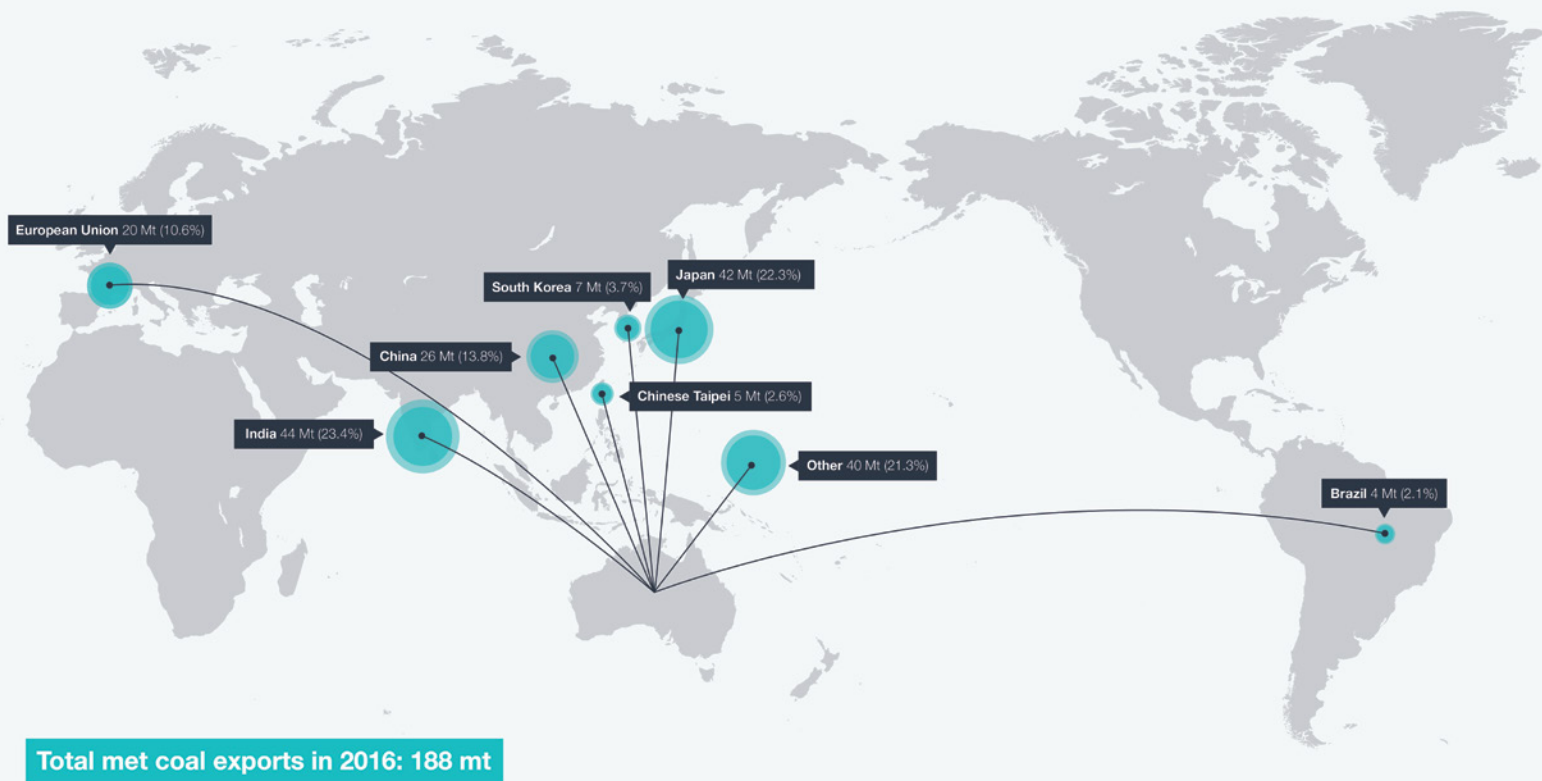 European Union 20 Mt (10.6%)
Japan 42 Mt (22.3%)
South Korea 7 Mt (3.7%)
China 26 Mt (13.8%)
Chinese Taipei 5 Mt (2.6%)
India 44 Mt (23.4%)
Other 40 Mt (21.3%)
Brazil 4 Mt (2.1%)
Total met coal exports in 2016: 188 mt